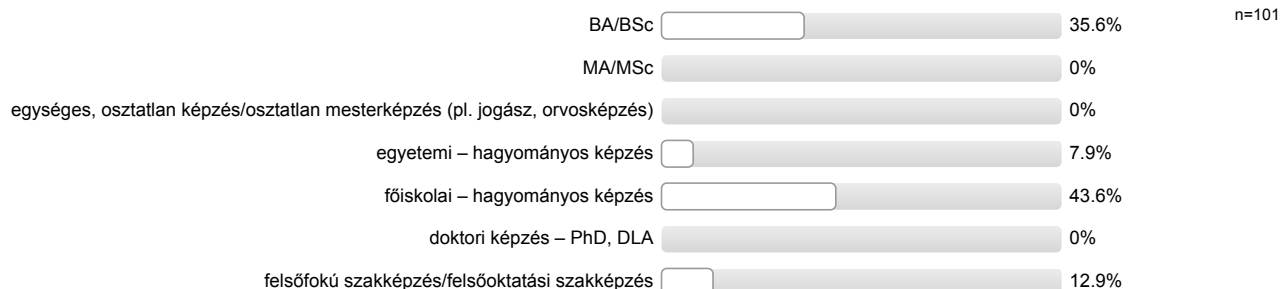 BA/BSc 35.6% n=101
MA/MSc 0%
egységes, osztatlan képzés/osztatlan mesterképzés (pl. jogász, orvosképzés) 0%
egyetemi – hagyományos képzés 7.9%
főiskolai – hagyományos képzés 43.6%
doktori képzés – PhD, DLA 0%
felsőfokú szakképzés/felsőoktatási szakképzés 12.9%